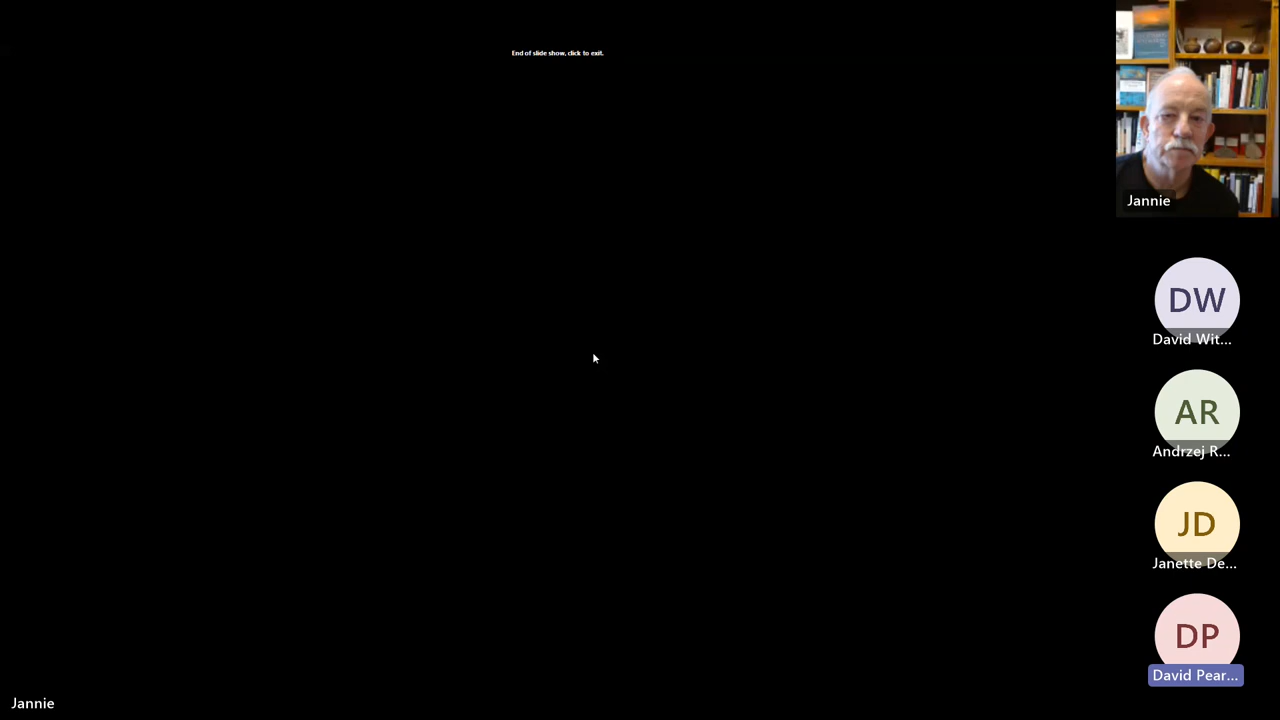 End of slide show, click to exit.
Jannie
DW
David Wit...
AR
Andrzej R...
JD
Janette De...
DP
David Pear...
Jannie